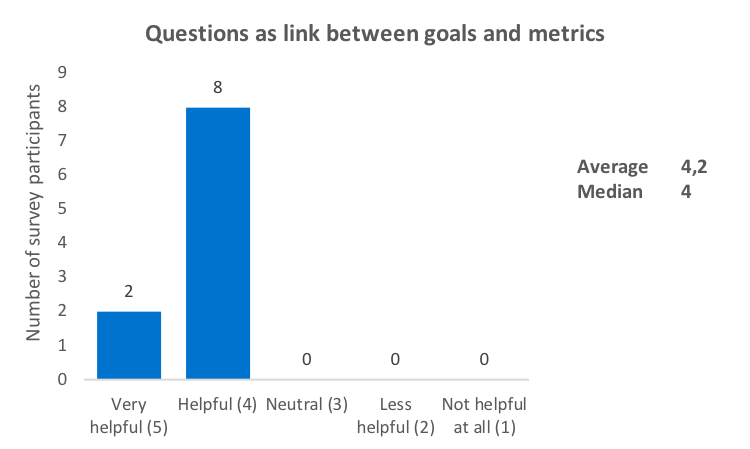 Questions as link between goals and metrics
Number of survey participants
9
8
7
6
5
4
3
2
1
0
2
8
0
0
0
Very
helpful (5)
Helpful (4)
Neutral (3)
Less
helpful (2)
Not helpful
at all (1)
Average 4,2
Median 4